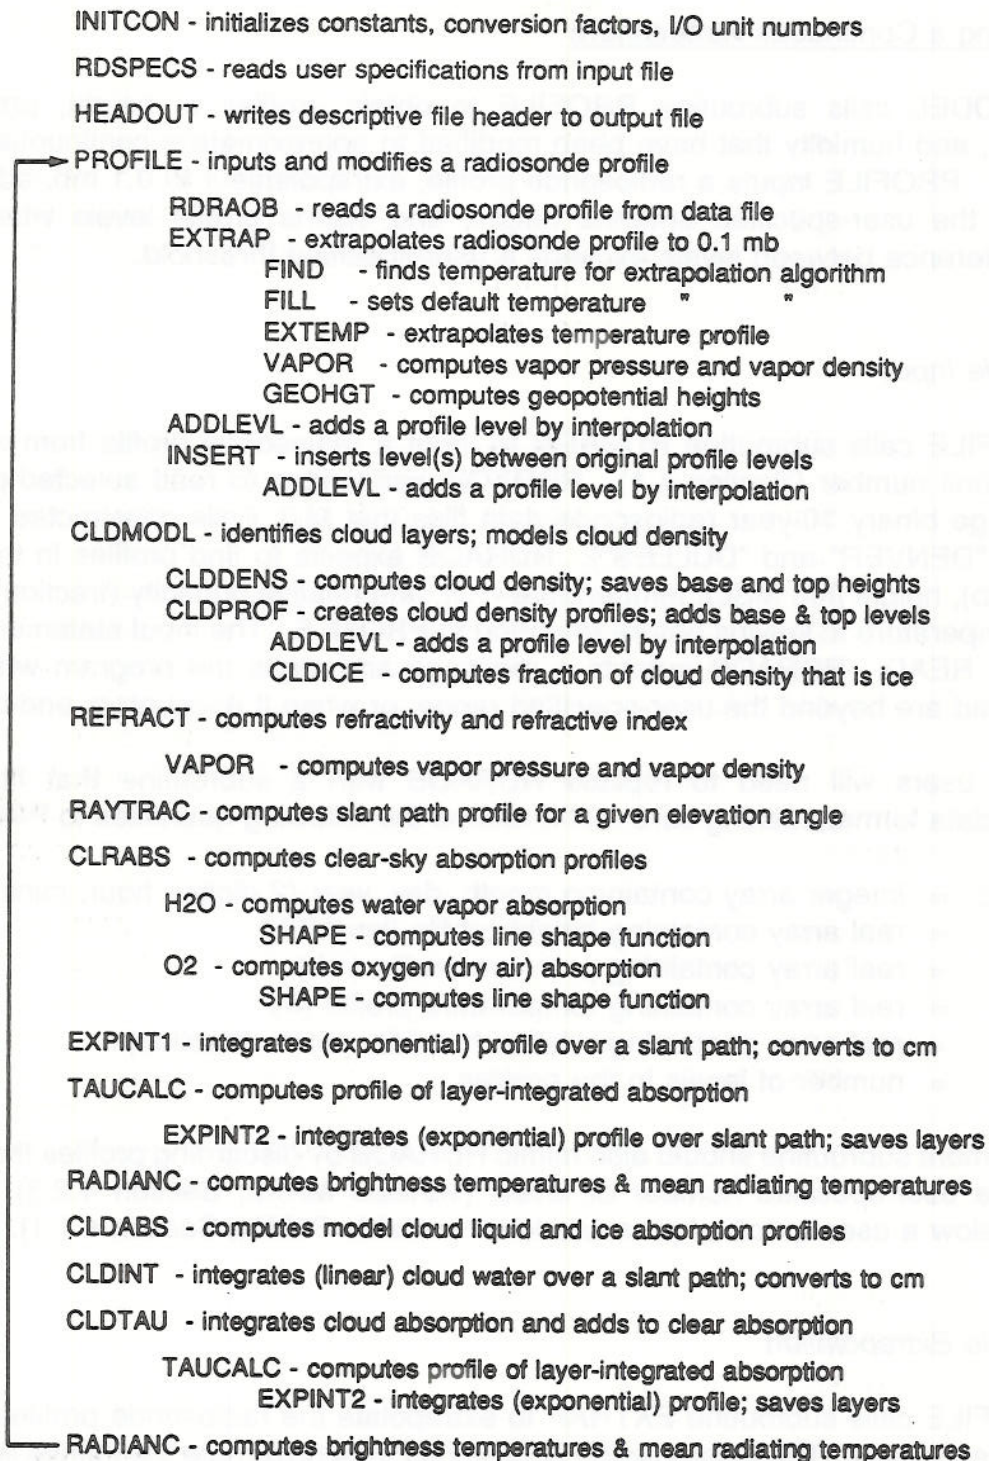 INITCON - initializes constants, conversion factors, I/O unit numbers
RDSPECS - reads user specifications from input file
HEADOUT - writes descriptive file header to output file
PROFILE - inputs and modifies a radiosonde profile
RDRAOB - reads a radiosonde profile from data file
EXTRAP - extrapolates radiosonde profile to 0.1 mb
FIND - finds temperature for extrapolation algorithm
FILL - sets default temperature " "
EXTEMP - extrapolates temperature profile
VAPOR - computes vapor pressure and vapor density
GEOHGT - computes geopotential heights
ADDLEVL - adds a profile level by interpolation
INSERT - inserts level(s) between original profile levels
ADDLEVL - adds a profile level by interpolation
CLDMODL - identifies cloud layers; models cloud density
CLDDENS - computes cloud density; saves base and top heights
CLDPROF - creates cloud density profiles; adds base & top levels
ADDLEVL - adds a profile level by interpolation
CLDICE - computes fraction of cloud density that is ice
REFRACT - computes refractivity and refractive index
VAPOR - computes vapor pressure and vapor density
RAYTRAC - computes slant path profile for a given elevation angle
CLRABS - computes clear-sky absorption profiles
H2O - computes water vapor absorption
SHAPE - computes line shape function
O2 - computes oxygen (dry air) absorption
SHAPE - computes line shape function
EXPINT1 - integrates (exponential) profile over a slant path; converts to cm
TAUCALC - computes profile of layer-integrated absorption
EXPINT2 - integrates (exponential) profile over slant path; saves layers
RADIANC - computes brightness temperatures & mean radiating temperatures
CLDABS - computes model cloud liquid and ice absorption profiles
CLDINT - integrates (linear) cloud water over a slant path; converts to cm
CLDTAU - integrates cloud absorption and adds to clear absorption
TAUCALC - computes profile of layer-integrated absorption
EXPINT2 - integrates (exponential) profile; saves layers
RADIANC - computes brightness temperatures & mean radiating temperatures